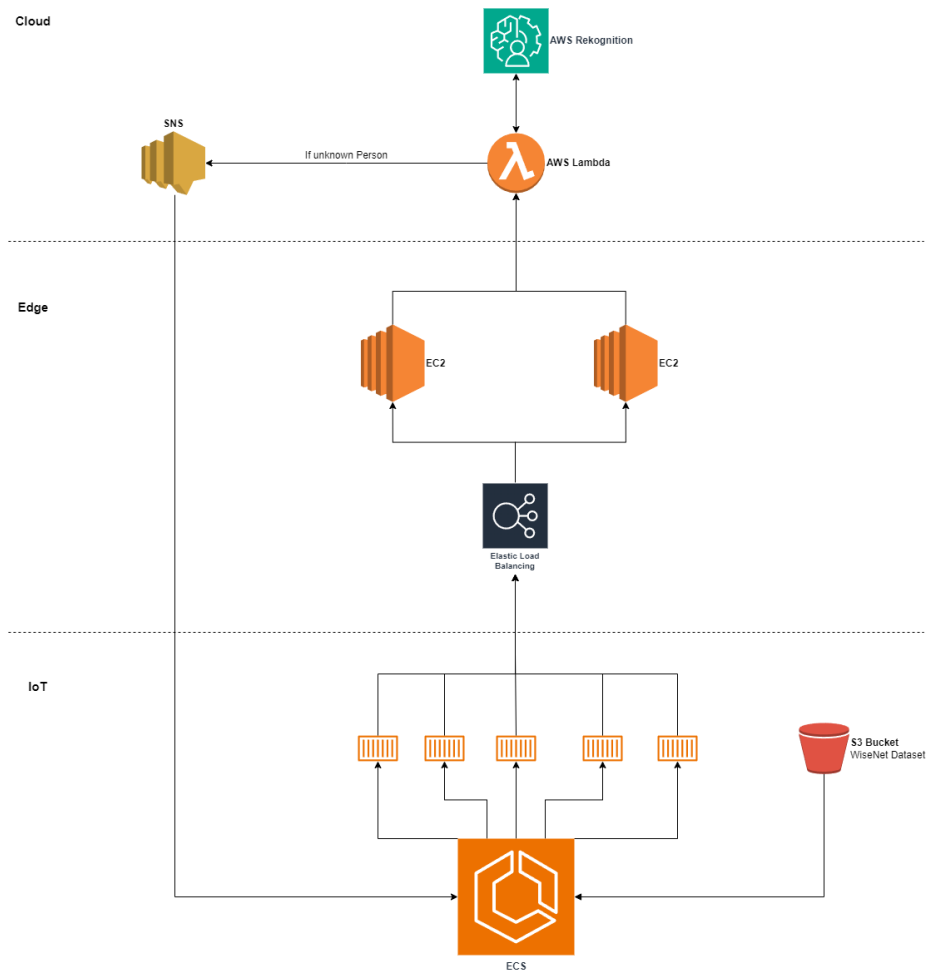 Cloud
AWS Rekognition
SNS
If unknown Person
AWS Lambda
Edge
EC2
EC2
Elastic Load
Balancing
IoT
S3 Bucket
WiseNet Dataset
ECS